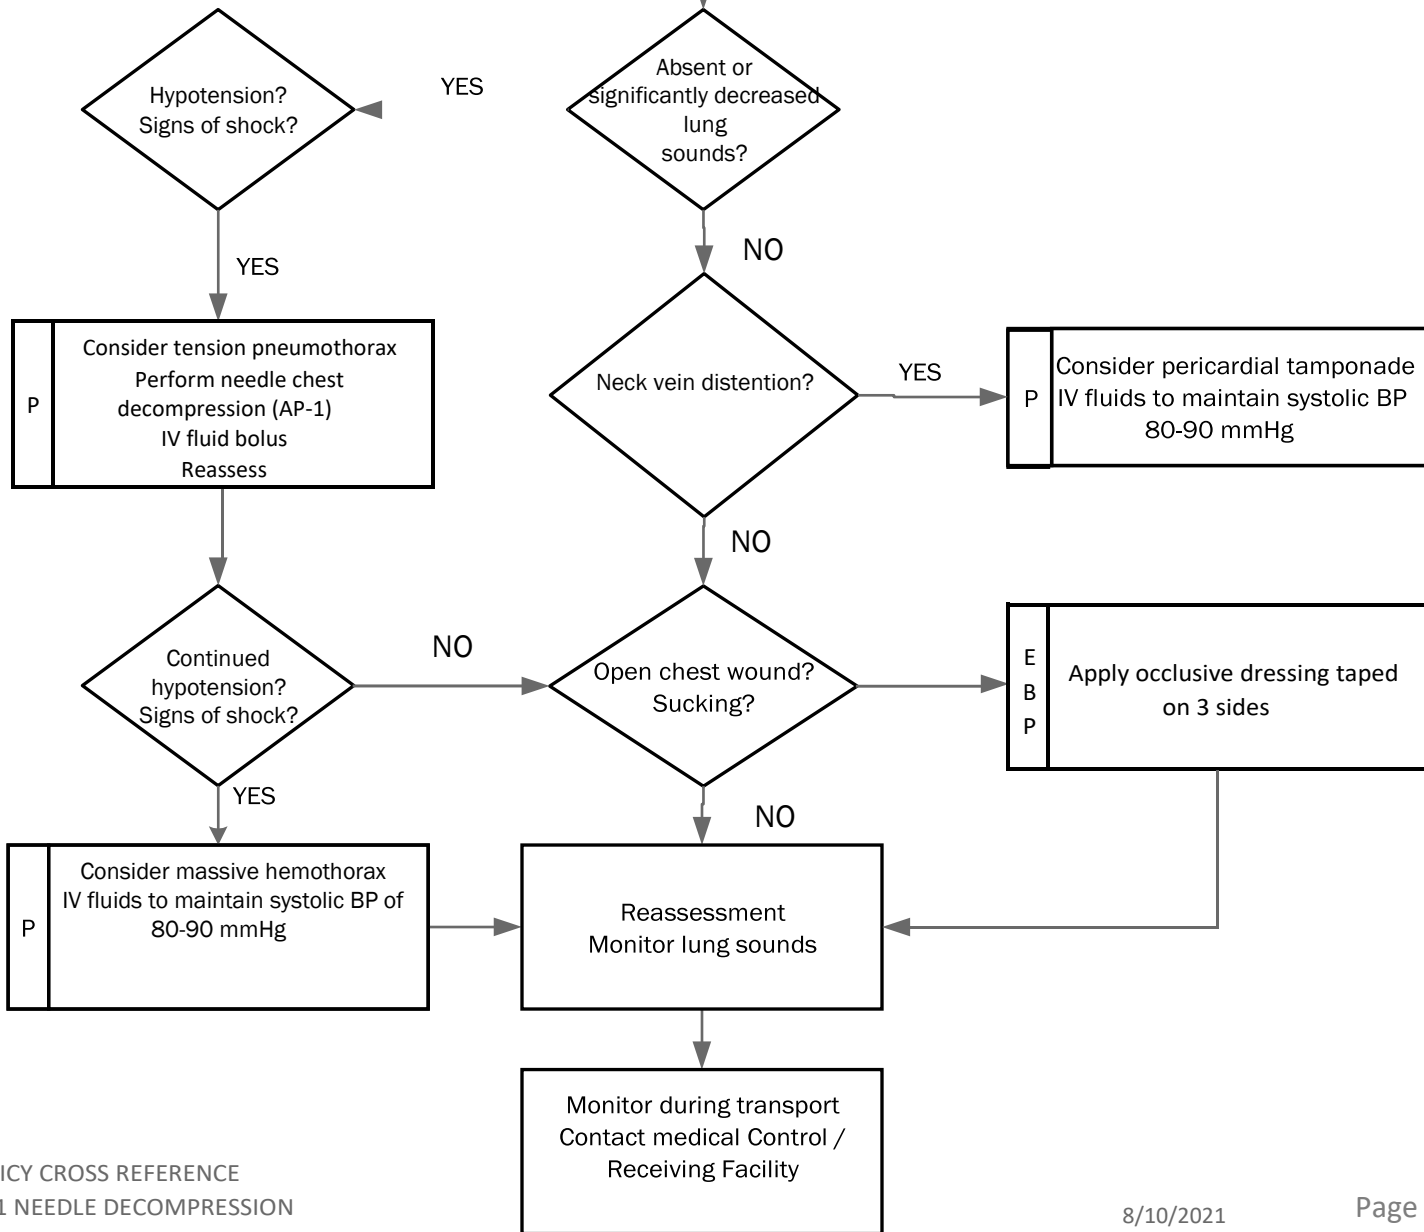 Hypotension?
Signs of shock?
YES
Absent or
significantly decreased
lung
sounds?
YES
NO
P
Consider tension pneumothorax
Perform needle chest
decompression (AP-1)
IV fluid bolus
Reassess
Neck vein distention?
YES
P
Consider pericardial tamponade
IV fluids to maintain systolic BP
80-90 mmHg
NO
Continued
hypotension?
Signs of shock?
NO
Open chest wound?
Sucking?
E
B
P
Apply occlusive dressing taped
on 3 sides
YES
NO
P
Consider massive hemothorax
IV fluids to maintain systolic BP of
80-90 mmHg
Reassessment
Monitor lung sounds
Monitor during transport
Contact medical Control /
Receiving Facility
ICY CROSS REFERENCE
1 NEEDLE DECOMPRESSION
8/10/2021
Page